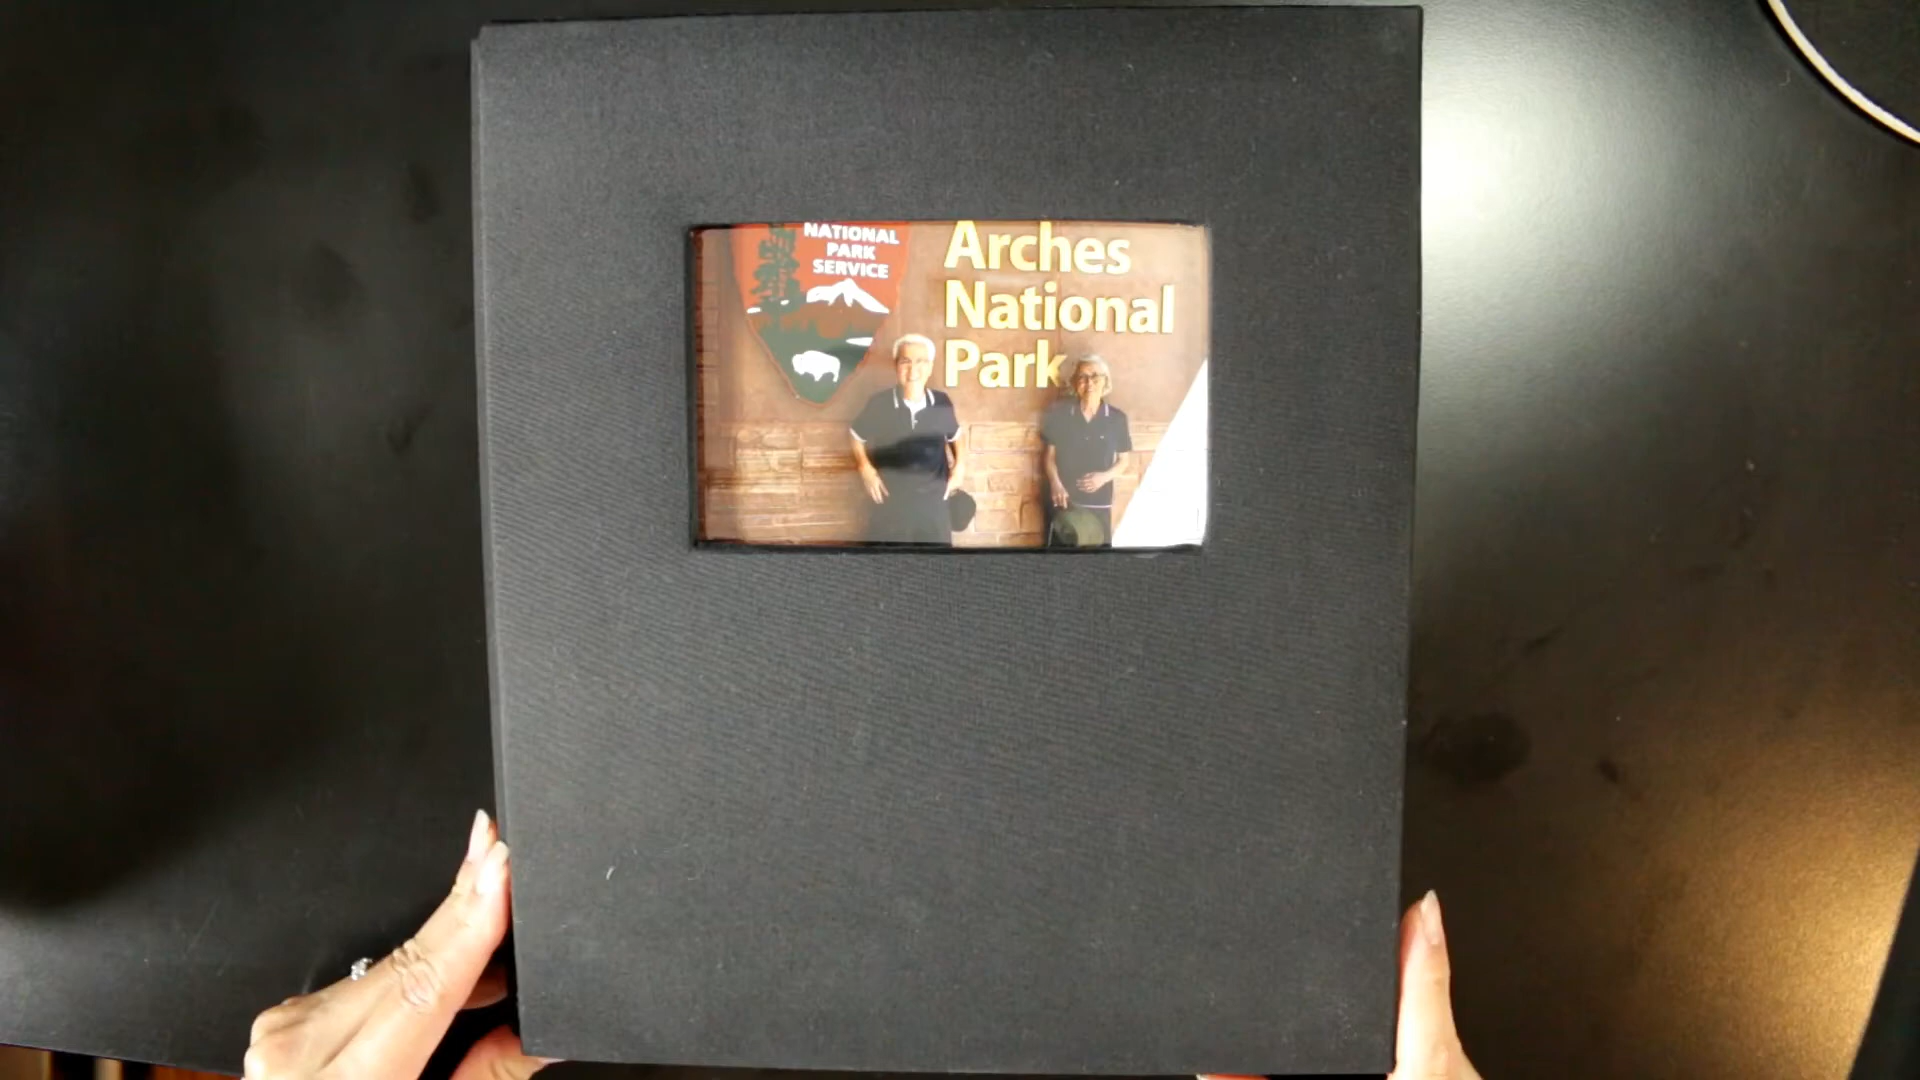 NATIONAL
PARK
SERVICE
Arches
National
Park